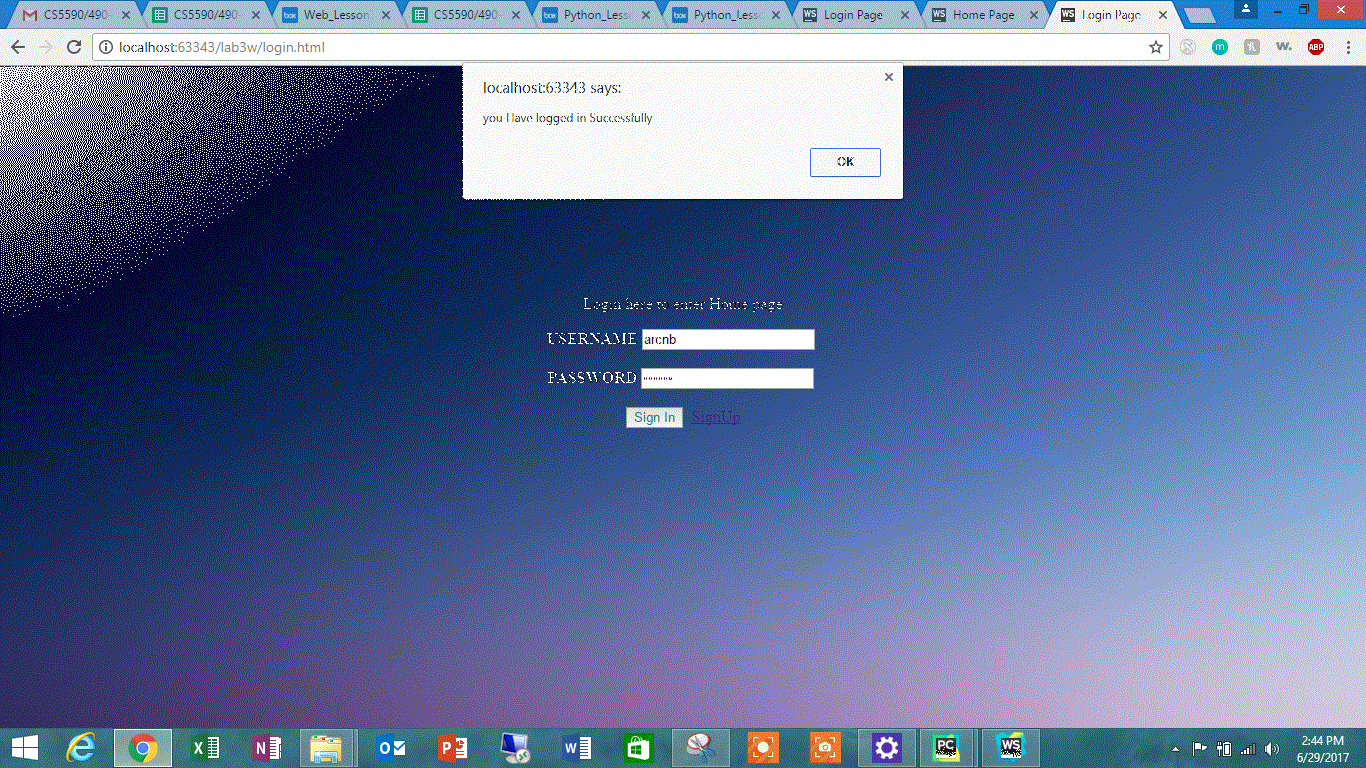 CS5590/490-
CS5590/490-
Web_Lesson
CS5590/490-
Python_Less
Python_Less
Login Page
Home Page
Login Page
localhost:63343/lab3w/login.html
localhost:63343 says:
you Have logged in Successfully
OK
Login here to enter Home page
USERNAME arcnb
PASSWORD
Sign In SignUp
2:44 PM
6/29/2017